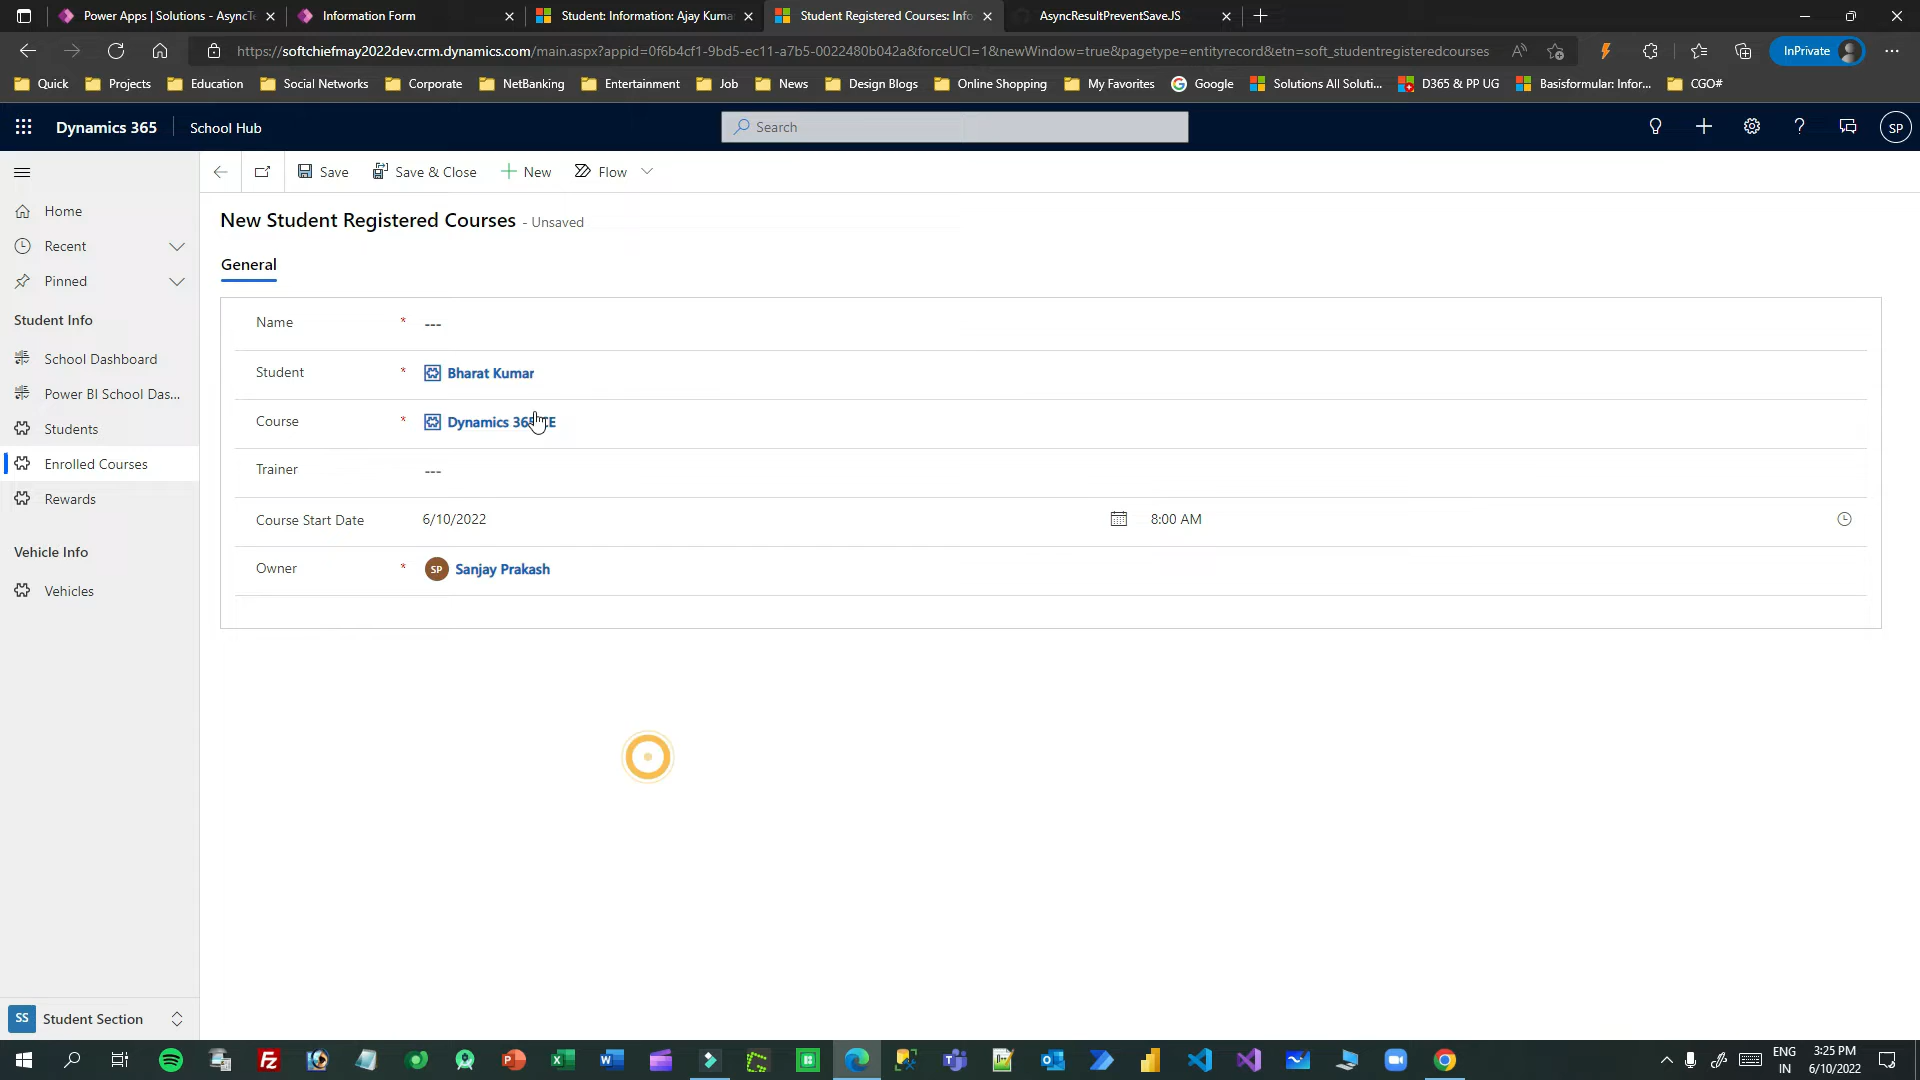 Power Apps | Solutions - AsyncTe
Information Form
Student: Information: Ajay Kuma
Student Registered Courses: Info
AsyncResultPreventSave.JS
https://softchiefmay2022dev.crm.dynamics.com/main.aspx?appid=0f6b4cf1-9bd5-ec11-a7b5-0022480b042a&forceUCI=1&newWindow=true&pagetype=entityrecord&etn=soft_studentregisteredcourses
InPrivate
Quick
Projects
Education
Social Networks
Corporate
NetBanking
Entertainment
Job
News
Design Blogs
Online Shopping
My Favorites
Google
Solutions All Soluti...
D365 & PP UG
Basisformular: Infor...
CGO#
Dynamics 365
School Hub
Search
SP
Save
Save & Close
New
Flow
New Student Registered Courses - Unsaved
General
Home
Recent
Pinned
Student Info
School Dashboard
Power BI School Das...
Students
Enrolled Courses
Rewards
Vehicle Info
Vehicles
Name * ---
Student * Bharat Kumar
Course * Dynamics 365 CE
Trainer ---
Course Start Date 6/10/2022 8:00 AM
Owner * SP Sanjay Prakash
SS Student Section
ENG
IN
3:25 PM
6/10/2022